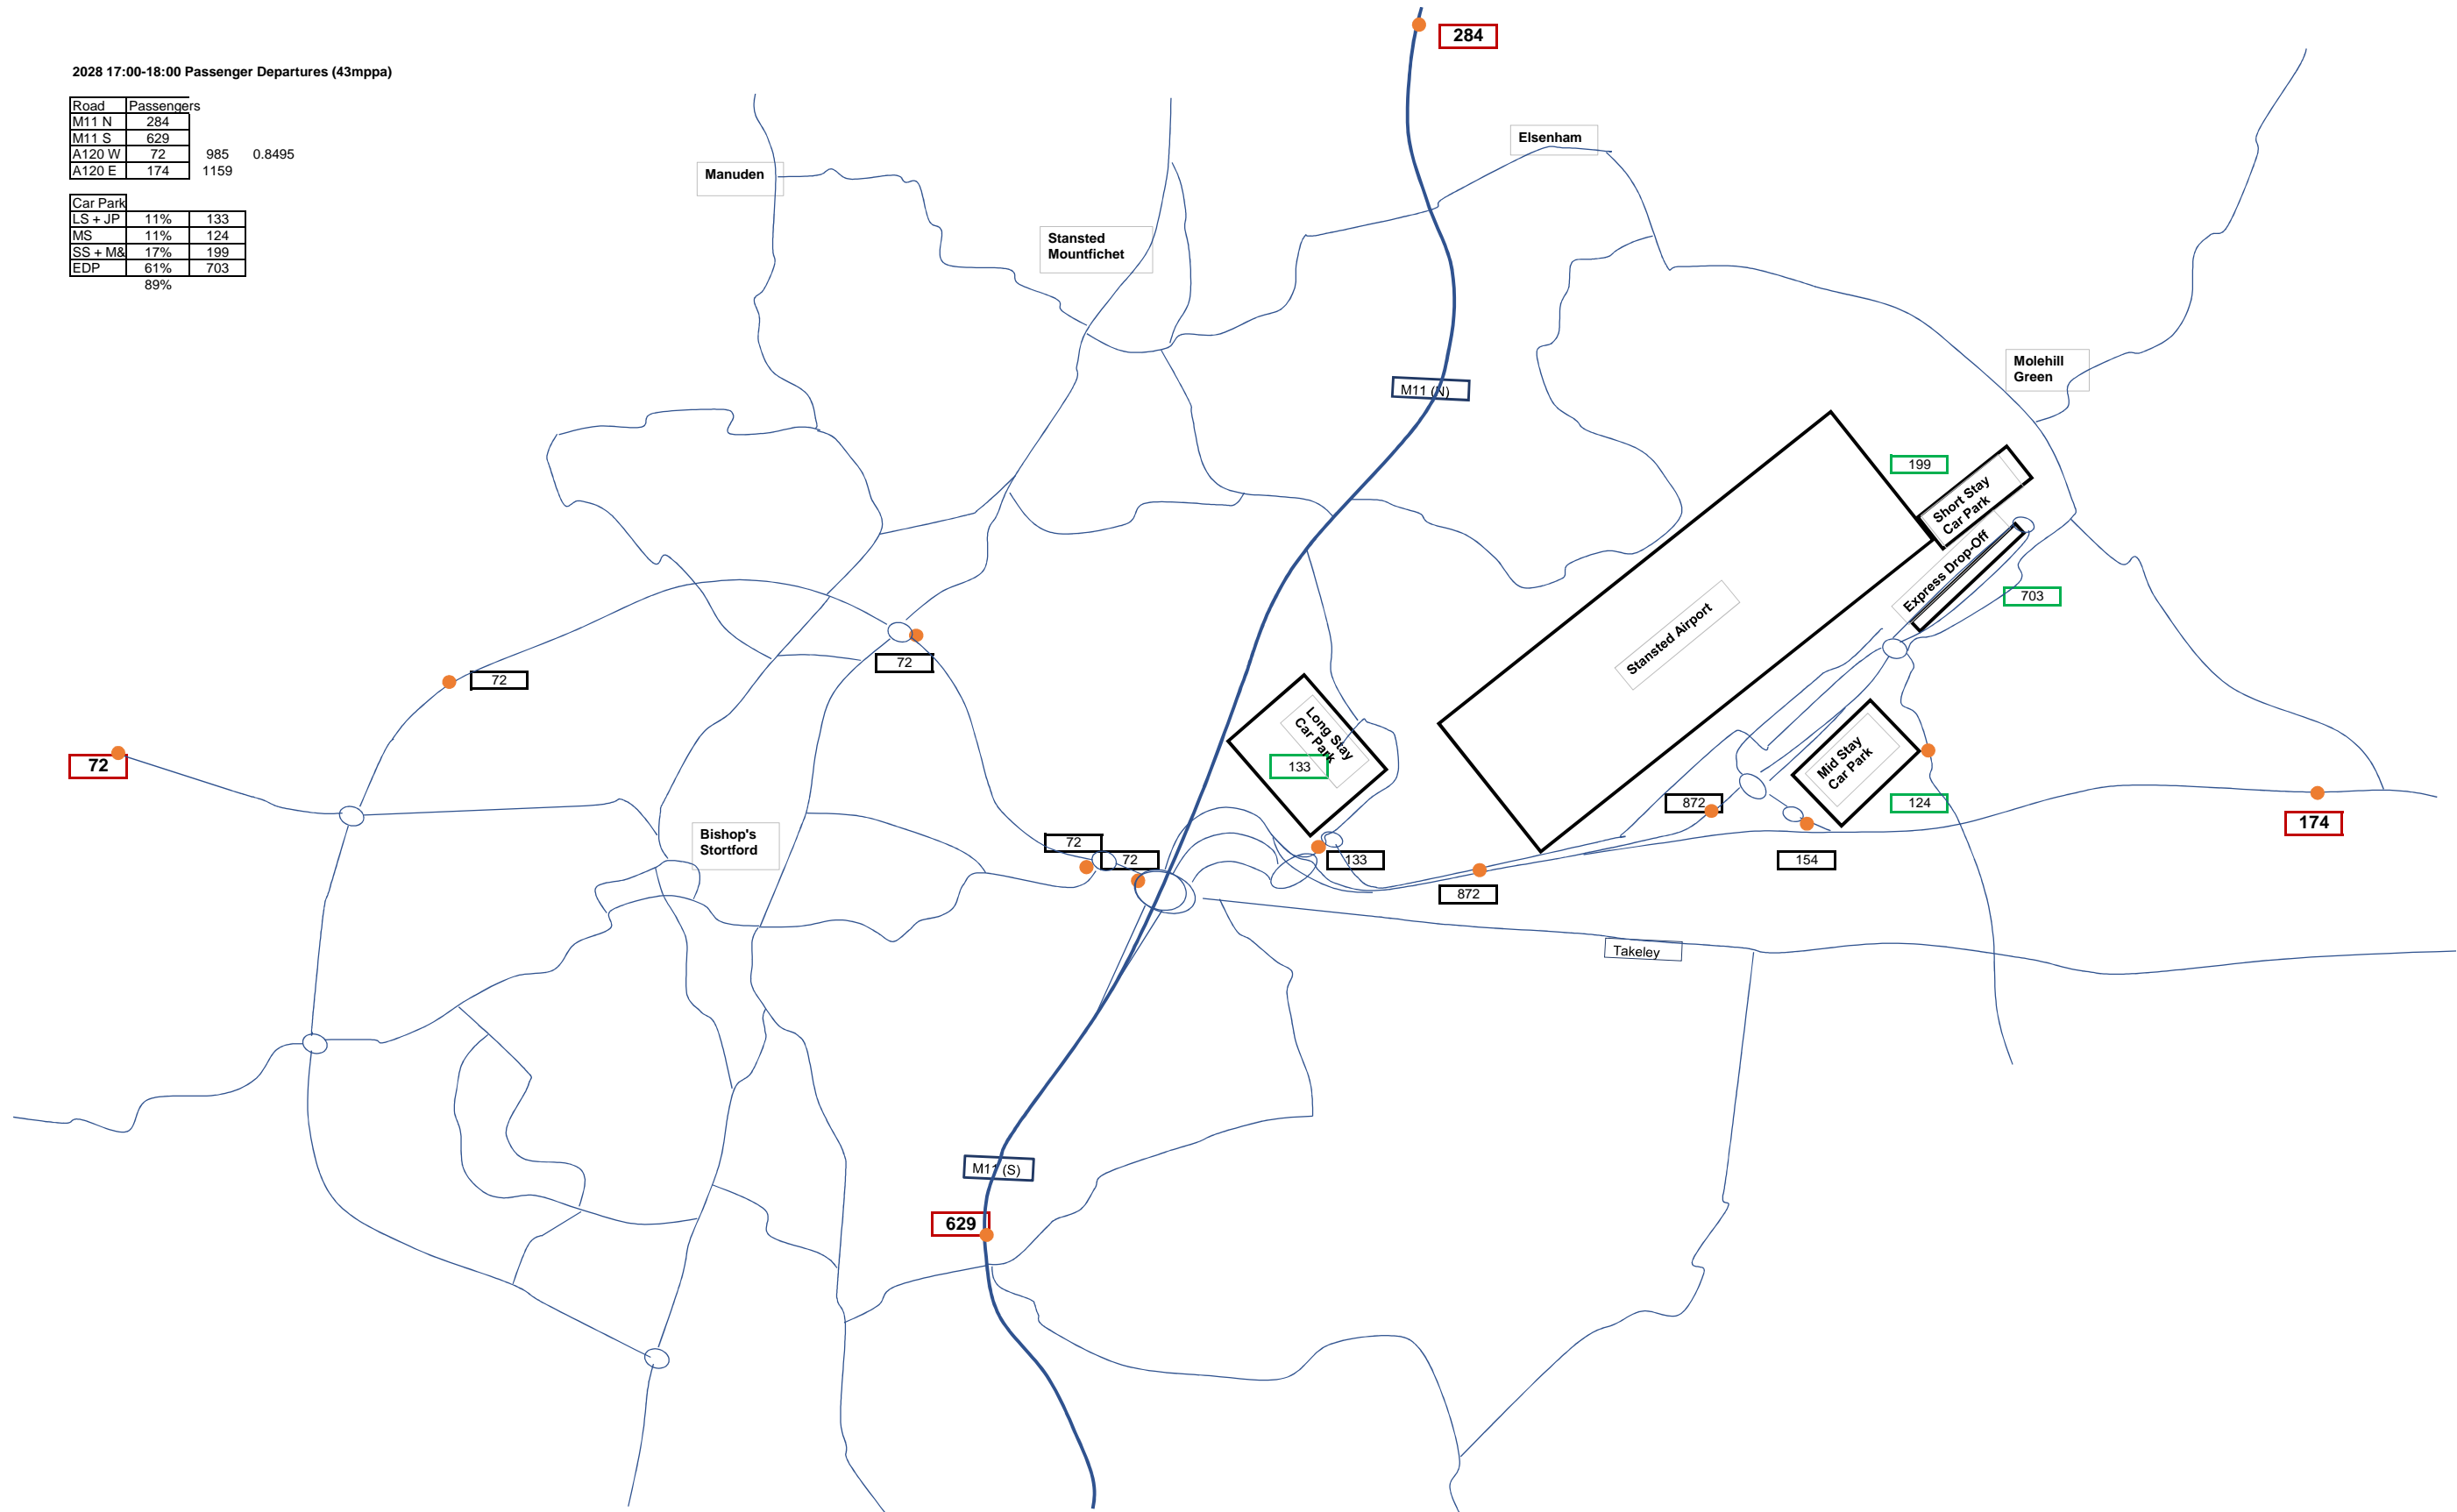 284
2028 17:00-18:00 Passenger Departures (43mppa)
Road Passengers
M11 N 284
M11 S 629
A120 W 72 985 0.8495
A120 E 174 1159
Car Park
LS + JP 11% 133
MS 11% 124
SS + M& 17% 199
EDP 61% 703
89%
Elsenham
Manuden
Stansted
Mountfichet
Molehill
Green
M11 (N)
199
Short Stay
Car Park
Express Drop-Off
703
Stansted Airport
72
72
Long Stay
Car Park
133
Mid Stay
Car Park
72
872
124
174
Bishop's
Stortford
72
72
133
154
872
Takeley
M11 (S)
629